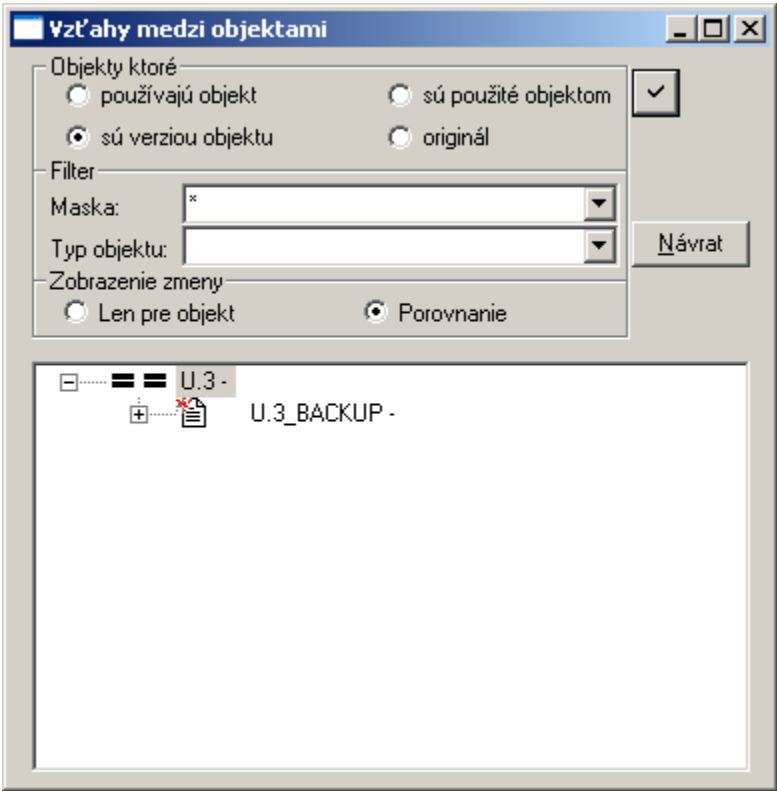 Vzťahy medzi objektami
Objekty ktoré
používajú objekt
sú použité objektom
sú verziou objektu
originál
Filter
Maska: *
Typ objektu:
Návrat
Zobrazenie zmeny
Len pre objekt
Porovnanie
U.3 -
U.3_BACKUP -